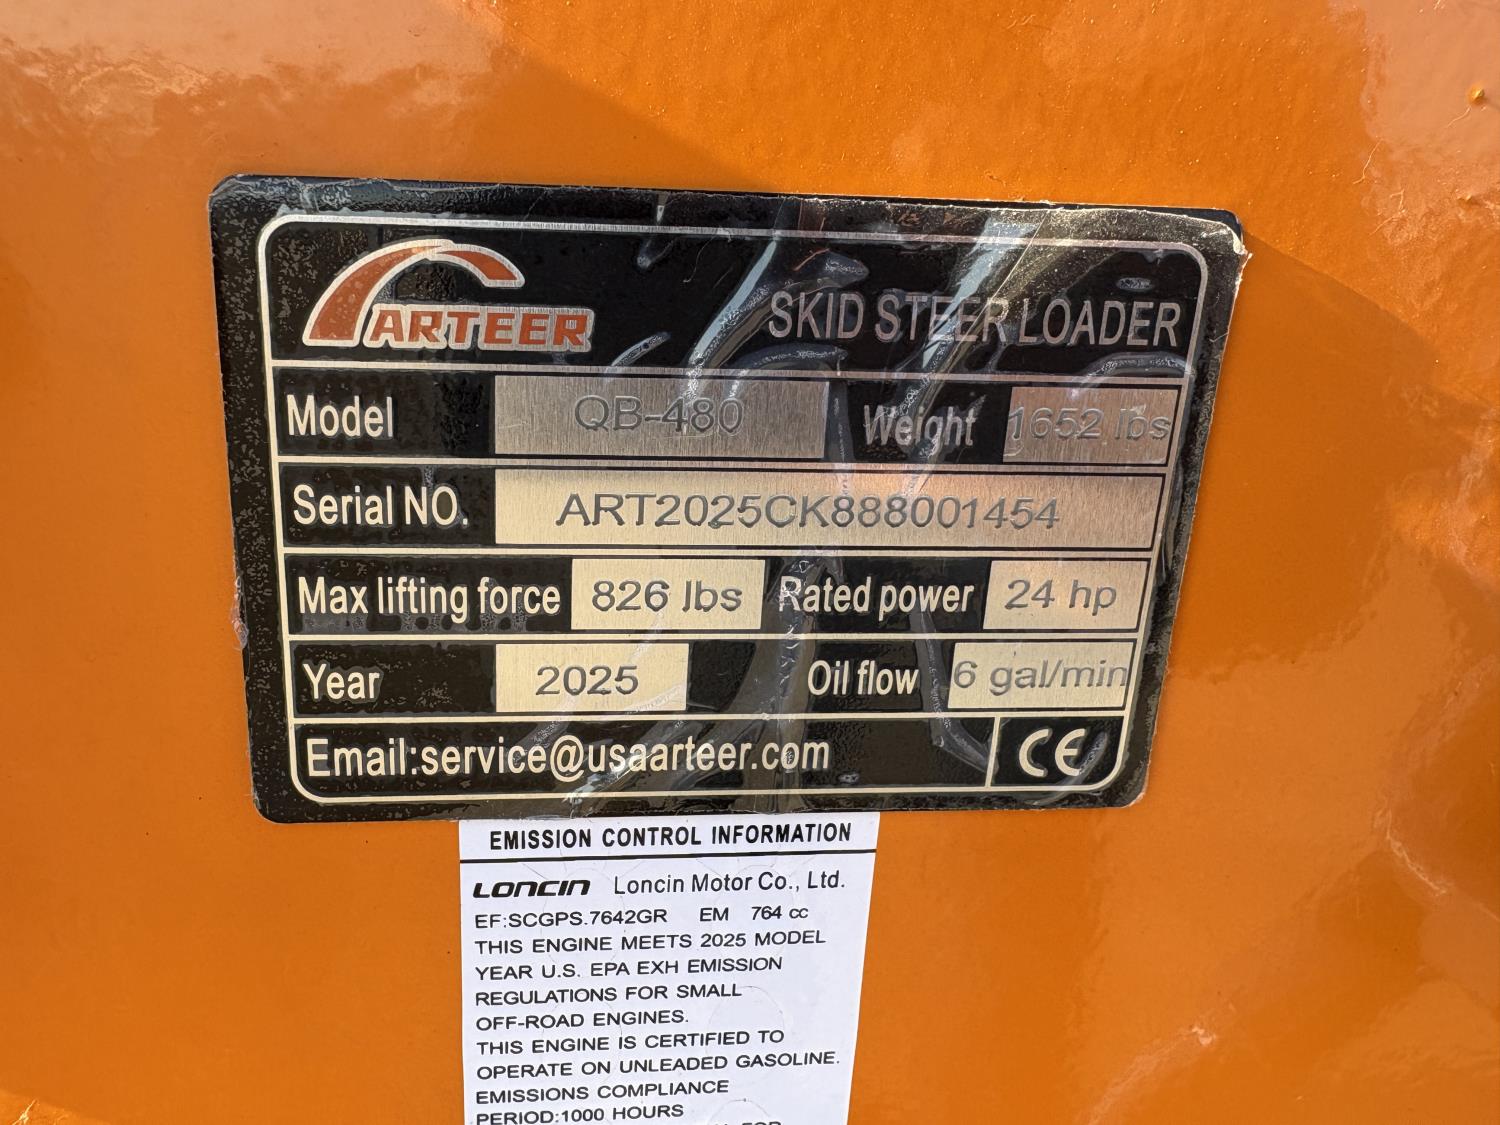 ARTEER SKID STEER LOADER
Model QB-480 Weight 1652 lbs
Serial NO. ART2025CK888001454
Max lifting force 826 lbs Rated power 24 hp
Year 2025 Oil flow 6 gal/min
Email:service@usaarteer.com CE
EMISSION CONTROL INFORMATION
LONCIN Loncin Motor Co., Ltd.
EF:SCGPS.7642GR EM 764 cc
THIS ENGINE MEETS 2025 MODEL
YEAR U.S. EPA EXH EMISSION
REGULATIONS FOR SMALL
OFF-ROAD ENGINES.
THIS ENGINE IS CERTIFIED TO
OPERATE ON UNLEADED GASOLINE.
EMISSIONS COMPLIANCE
PERIOD:1000 HOURS